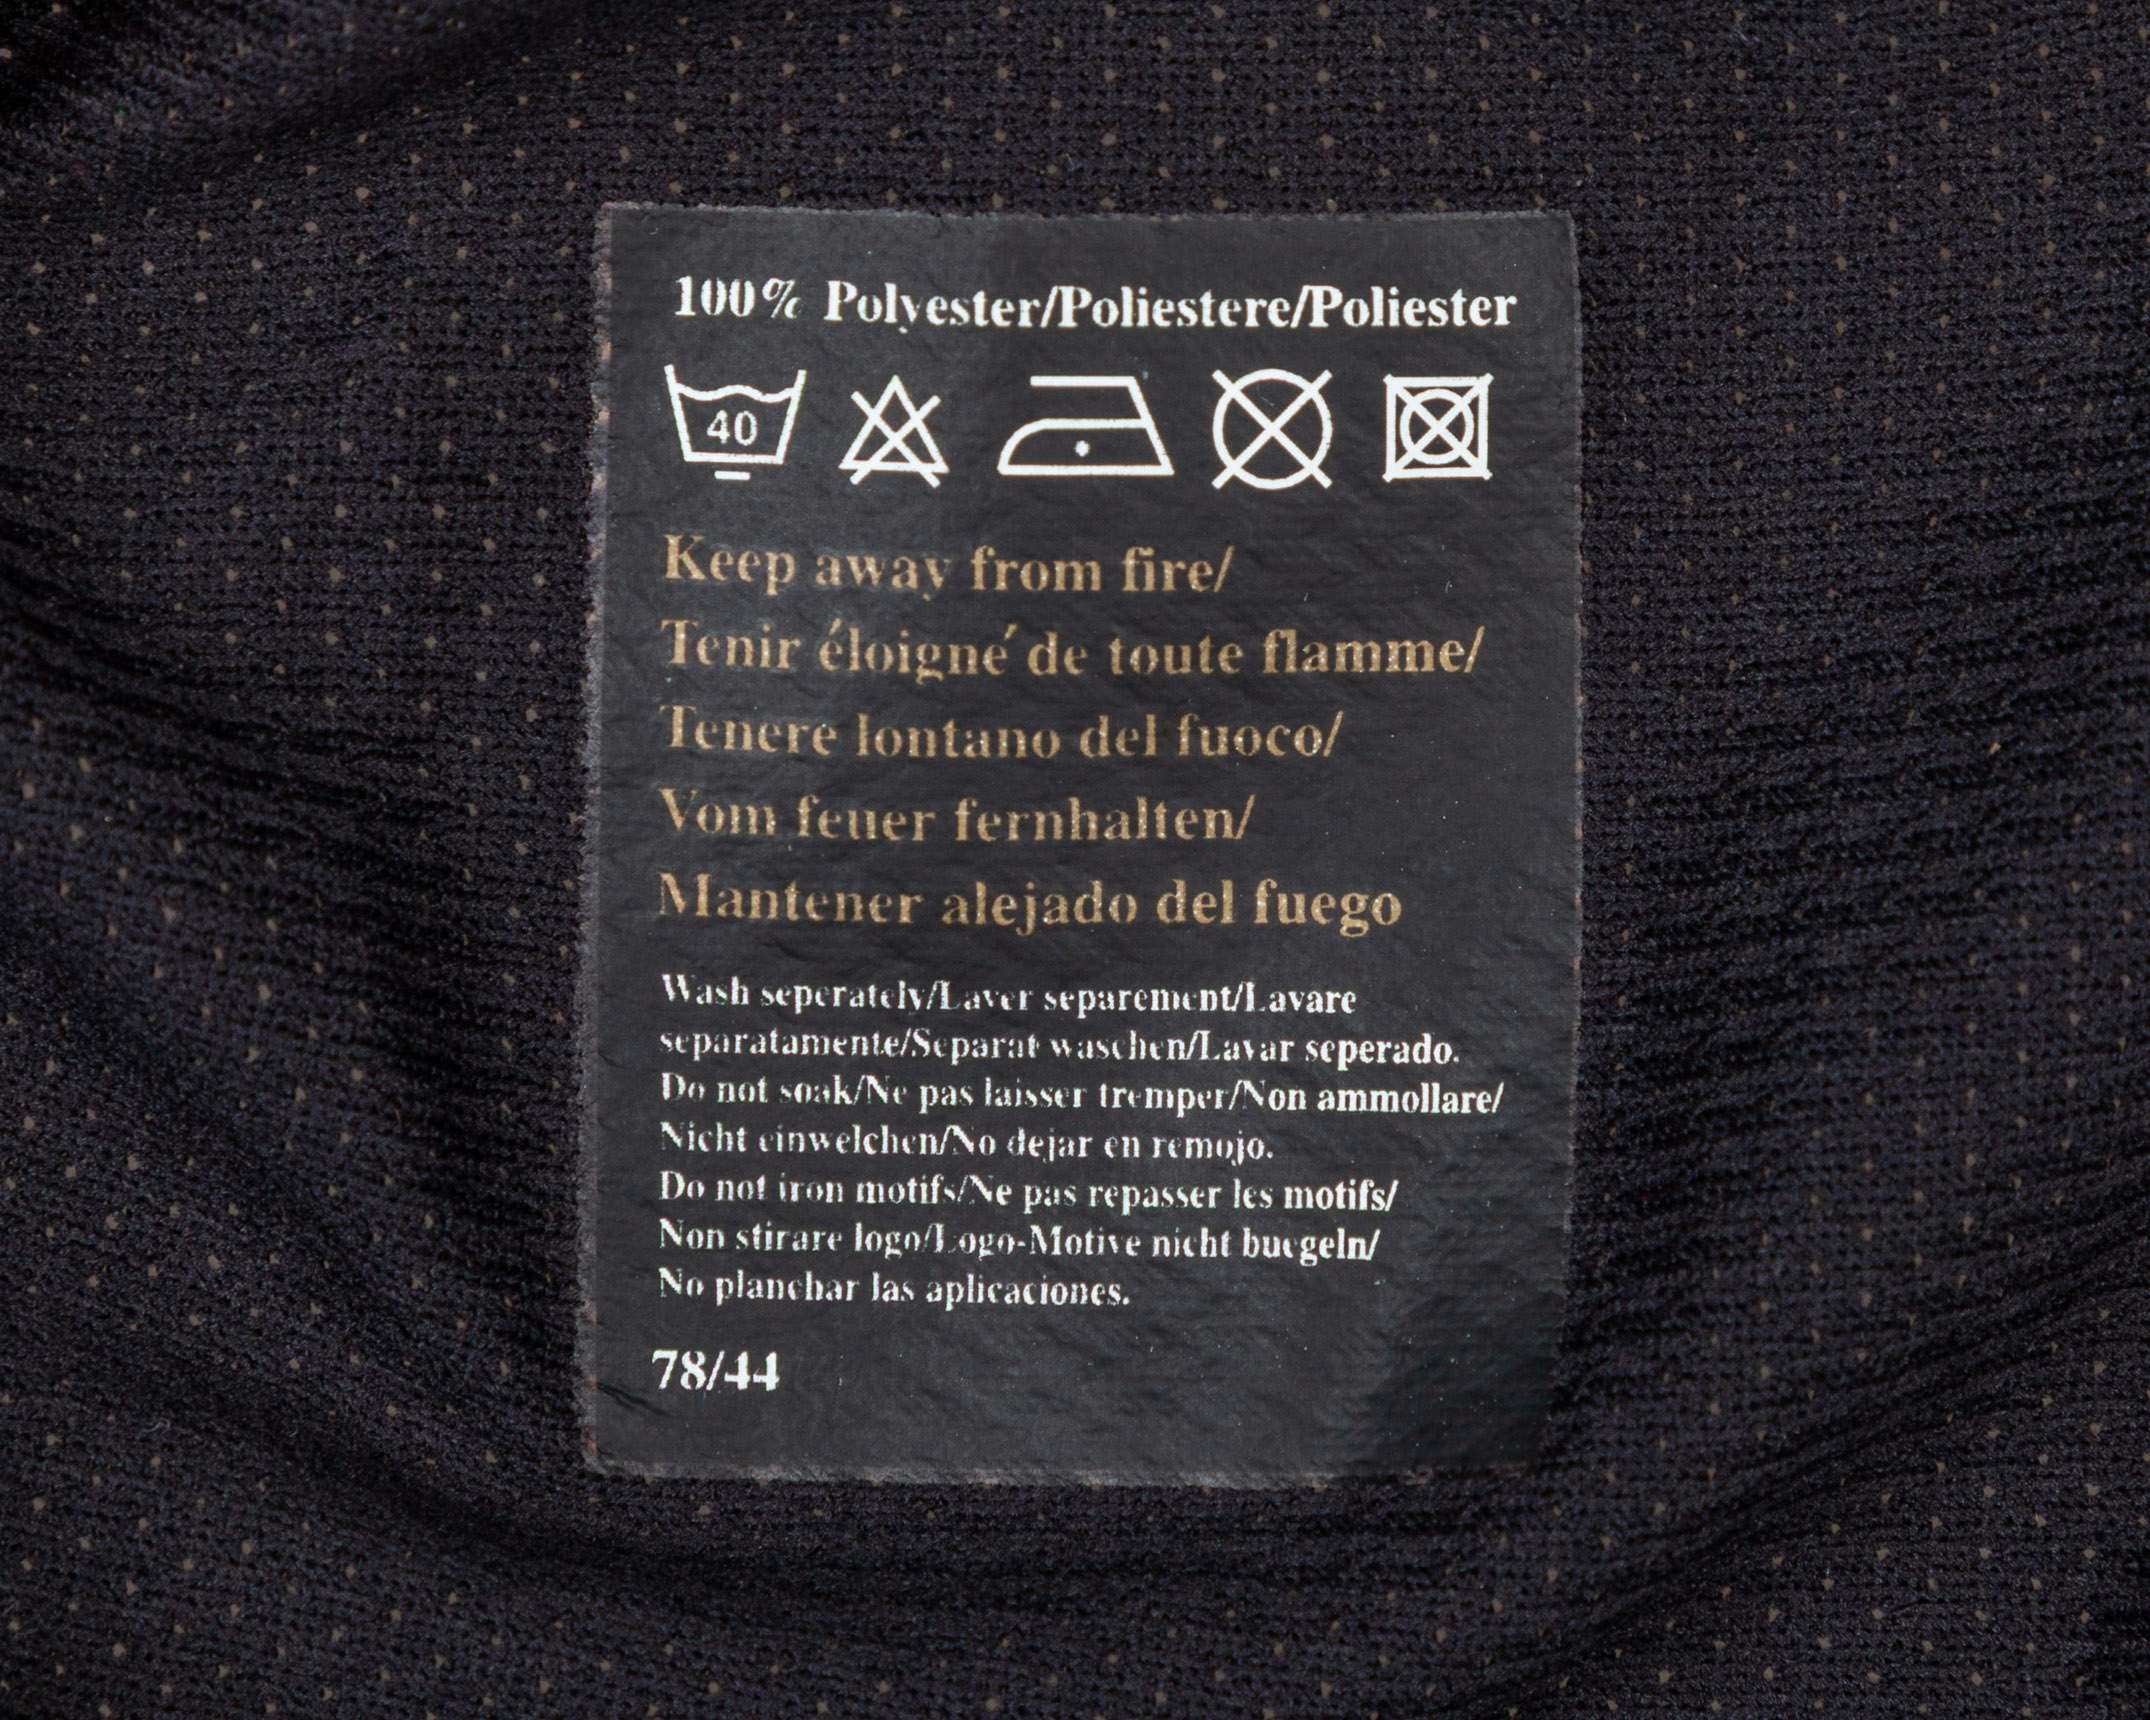 100% Polyester/Poliestere/Poliester
40
Keep away from fire/
Tenir éloigné de toute flamme/
Tenere lontano del fuoco/
Vom feuer fernhalten/
Mantener alejado del fuego
Wash seperately/Laver separement/Lavare
separatamente/Separat waschen/Lavar seperado.
Do not soak/Ne pas laisser tremper/Non ammollare/
Nicht einwelchen/No dejar en remojo.
Do not iron motifs/Ne pas repasser les motifs/
Non stirare logo/Logo-Motive nicht buegeln/
No planchar las aplicaciones.
78/44